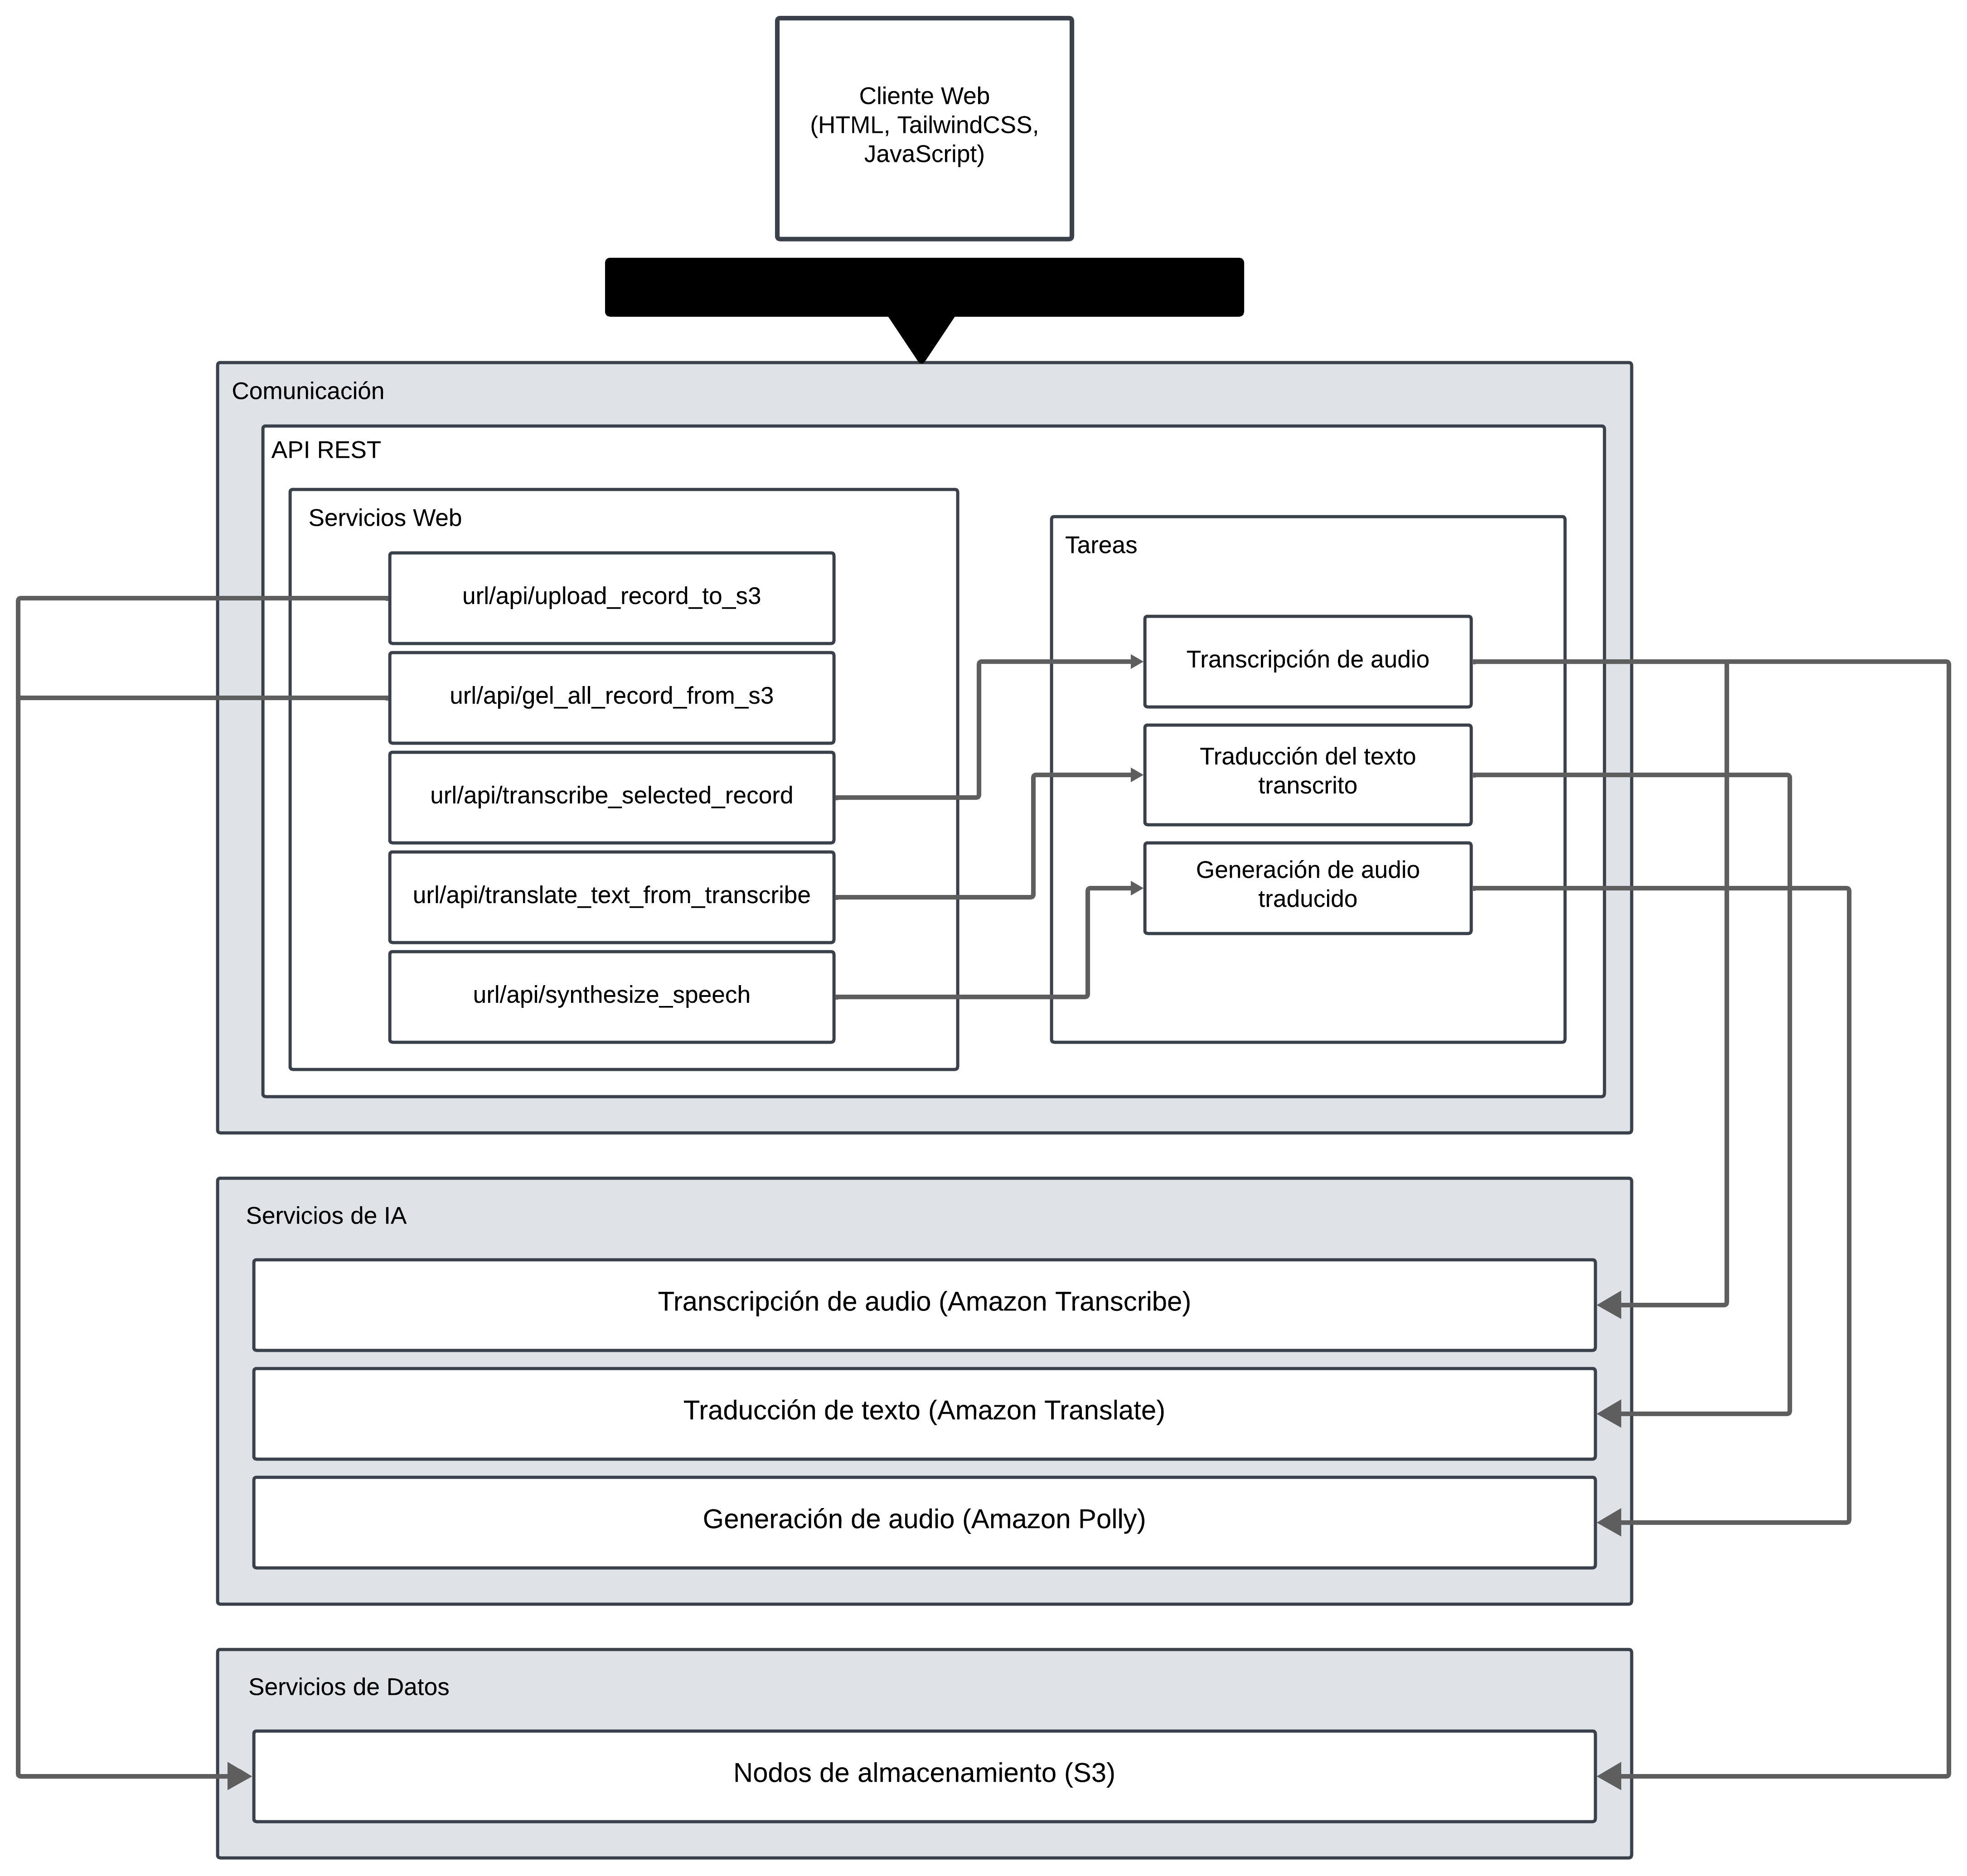 Cliente Web
(HTML, TailwindCSS,
JavaScript)
Comunicación
API REST
Servicios Web
url/api/upload_record_to_s3
url/api/gel_all_record_from_s3
url/api/transcribe_selected_record
url/api/translate_text_from_transcribe
url/api/synthesize_speech
Tareas
Transcripción de audio
Traducción del texto
transcrito
Generación de audio
traducido
Servicios de IA
Transcripción de audio (Amazon Transcribe)
Traducción de texto (Amazon Translate)
Generación de audio (Amazon Polly)
Servicios de Datos
Nodos de almacenamiento (S3)